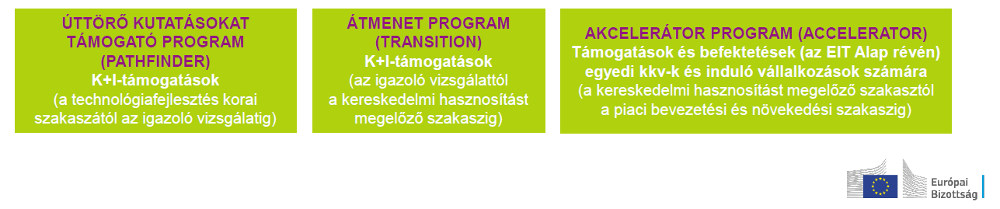 ÚTTÖRŐ KUTATÁSOKAT
TÁMOGATÓ PROGRAM
(PATHFINDER)
K+I-támogatások
(a technológiafejlesztés korai
szakaszától az igazoló vizsgálatig)
ÁTMENET PROGRAM
(TRANSITION)
K+I-támogatások
(az igazoló vizsgálattól
a kereskedelmi hasznosítást
megelőző szakaszig)
AKCELERÁTOR PROGRAM (ACCELERATOR)
Támogatások és befektetések (az EIT Alap révén)
egyedi kkv-k és induló vállalkozások számára
(a kereskedelmi hasznosítást megelőző szakasztól
a piaci bevezetési és növekedési szakaszig)
Európai
Bizottság